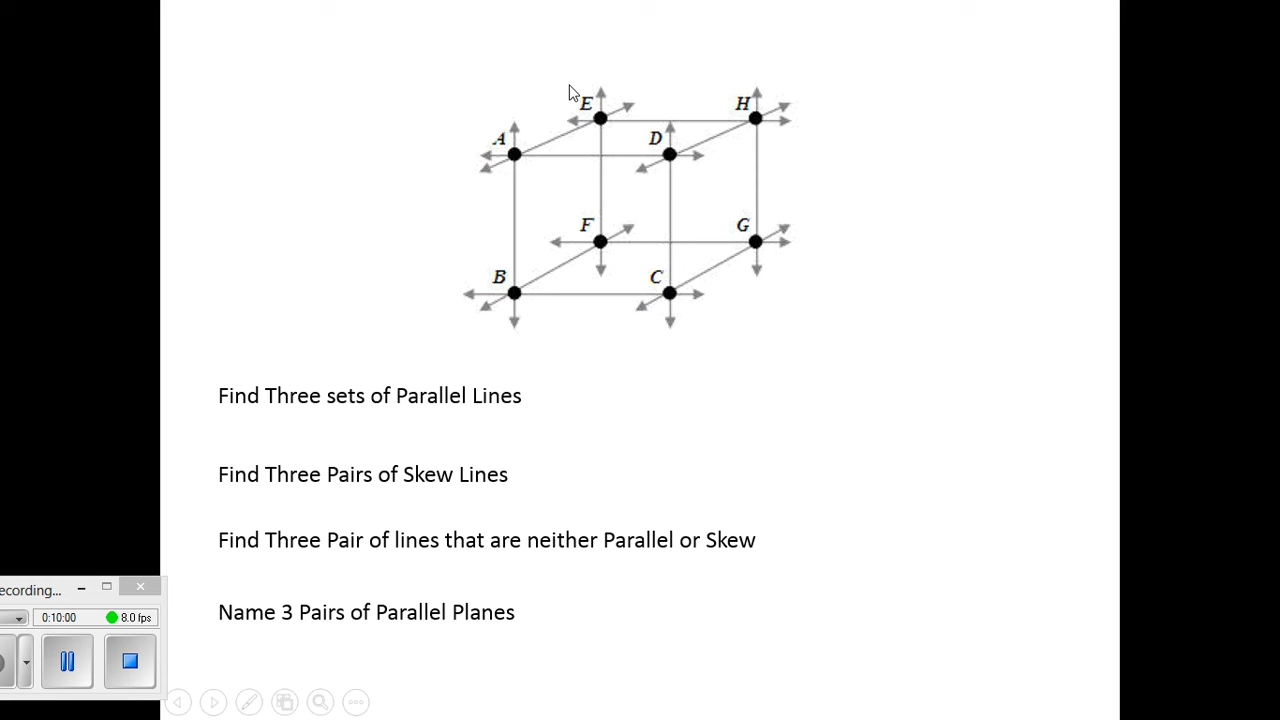 E H
A D
F G
B C
Find Three sets of Parallel Lines
Find Three Pairs of Skew Lines
Find Three Pair of lines that are neither Parallel or Skew
ecording...
0:10:00 8.0 fps
Name 3 Pairs of Parallel Planes